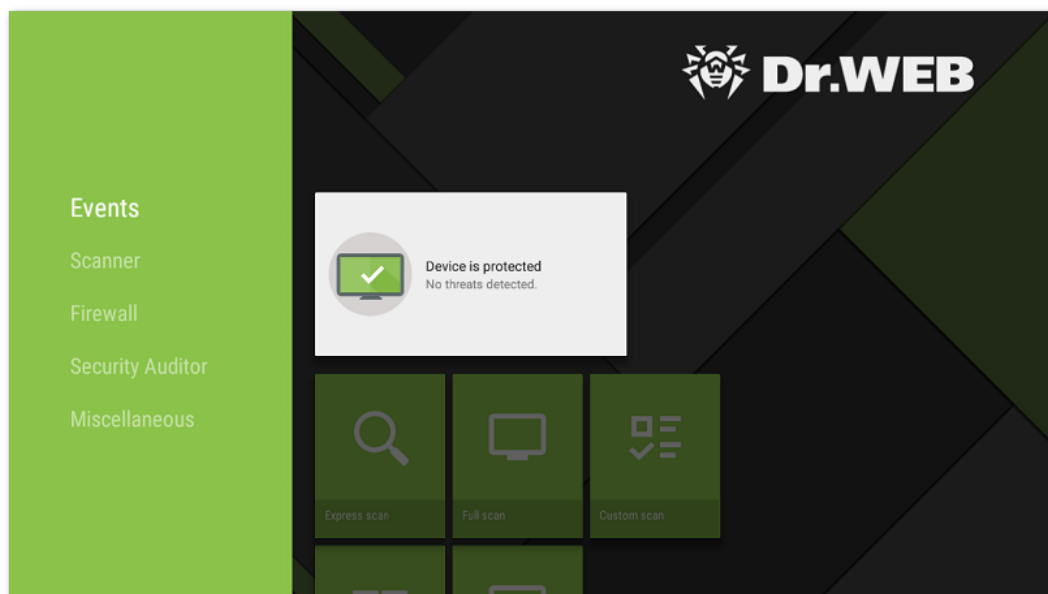 Dr.WEB
Events
Scanner
Firewall
Security Auditor
Miscellaneous
Device is protected
No threats detected.
Express scan
Full scan
Custom scan